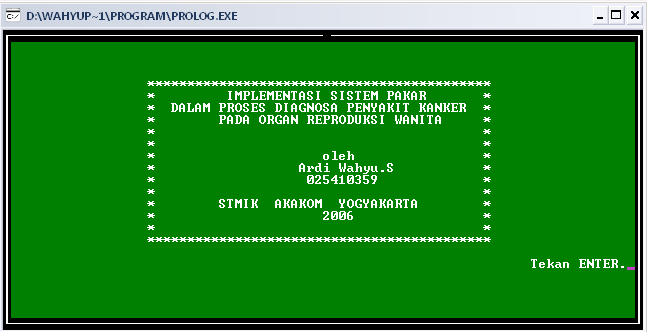 D:\WAHYUP~1\PROGRAM\PROLOG.EXE
*******************************************
* IMPLEMENTASI SISTEM PAKAR *
* DALAM PROSES DIAGNOSA PENYAKIT KANKER *
* PADA ORGAN REPRODUKSI WANITA *
* *
* *
* oleh *
* Ardi Wahyu.S *
* 025410359 *
* *
* STMIK AKAKOM YOGYAKARTA *
* 2006 *
* *
*******************************************
Tekan ENTER._